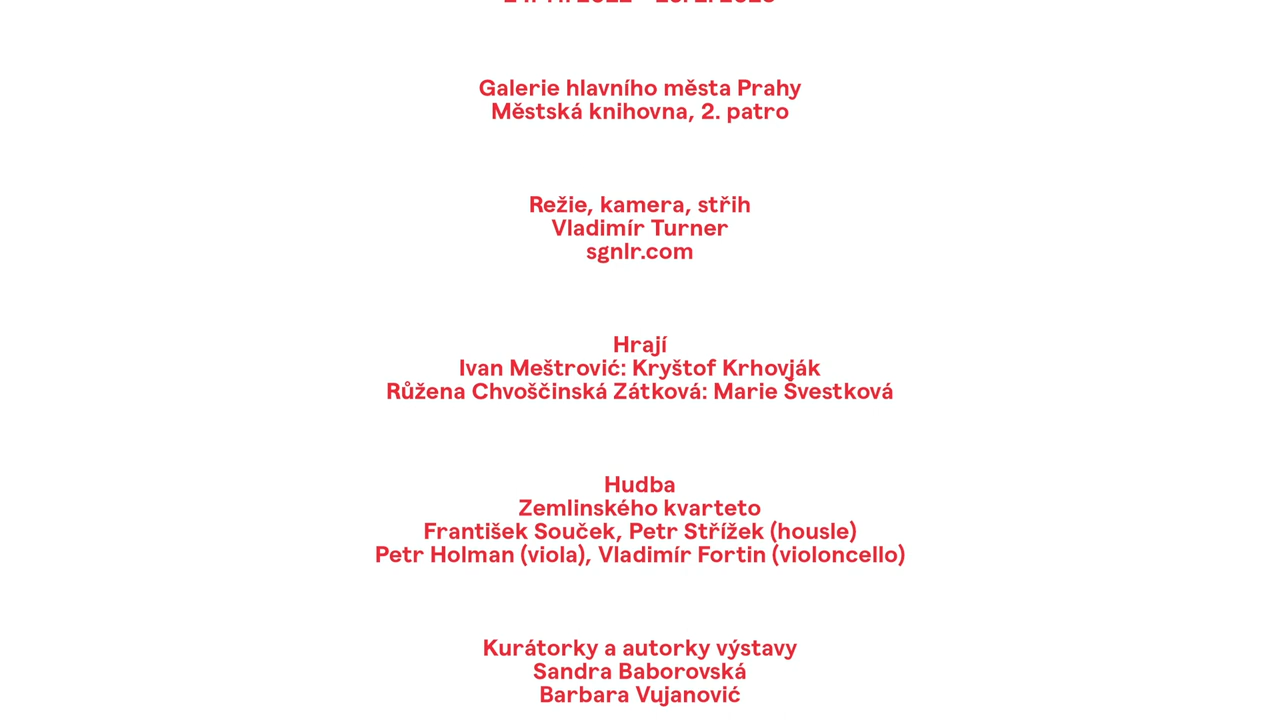 Galerie hlavního města Prahy
Městská knihovna, 2. patro
Režie, kamera, střih
Vladimír Turner
sgnlr.com
Hrají
Ivan Meštrović: Kryštof Krhovják
Růžena Chvoščinská Zátková: Marie Švestková
Hudba
Zemlinského kvarteto
František Souček, Petr Střížek (housle)
Petr Holman (viola), Vladimír Fortin (violoncello)
Kurátorky a autorky výstavy
Sandra Baborovská
Barbara Vujanović